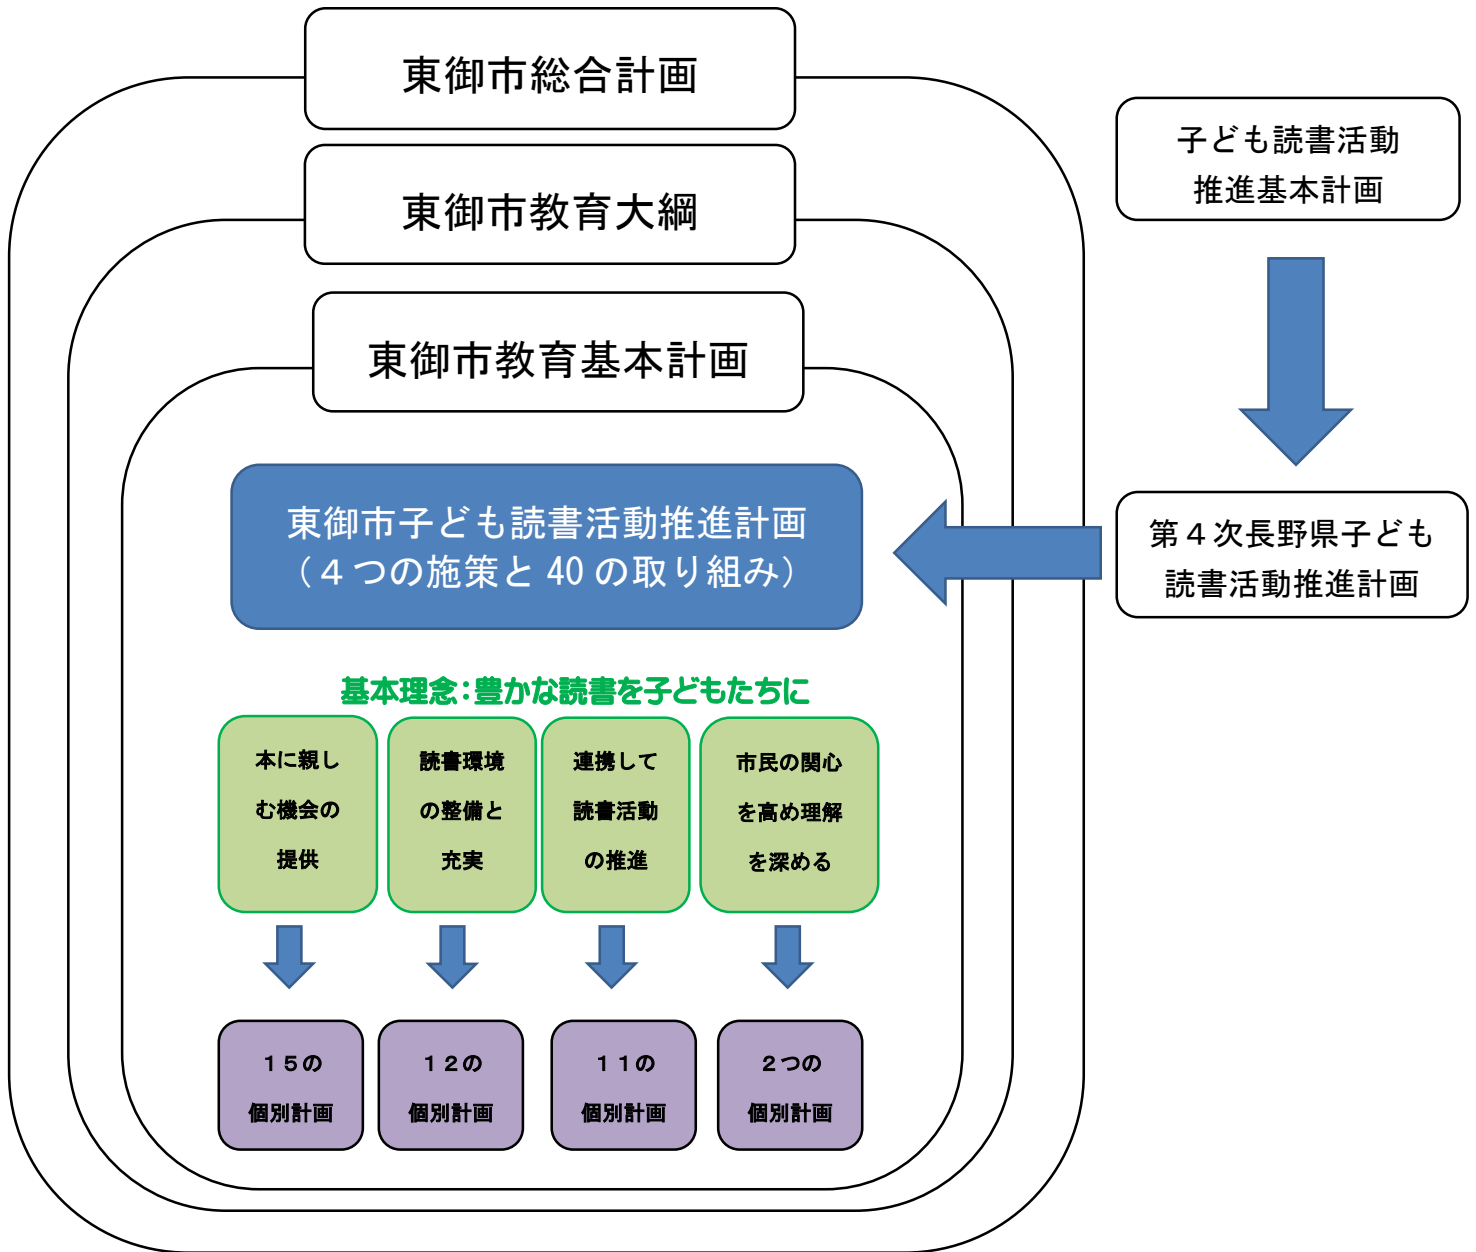 東御市総合計画
東御市教育大綱
東御市教育基本計画
子ども読書活動
推進基本計画
第４次長野県子ども
読書活動推進計画
東御市子ども読書活動推進計画
（４つの施策と 40 の取り組み）
基本理念：豊かな読書を子どもたちに
本に親し
む機会の
提供
読書環境
の整備と
充実
連携して
読書活動
の推進
市民の関心
を高め理解
を深める
１５の
個別計画
１２の
個別計画
１１の
個別計画
２つの
個別計画